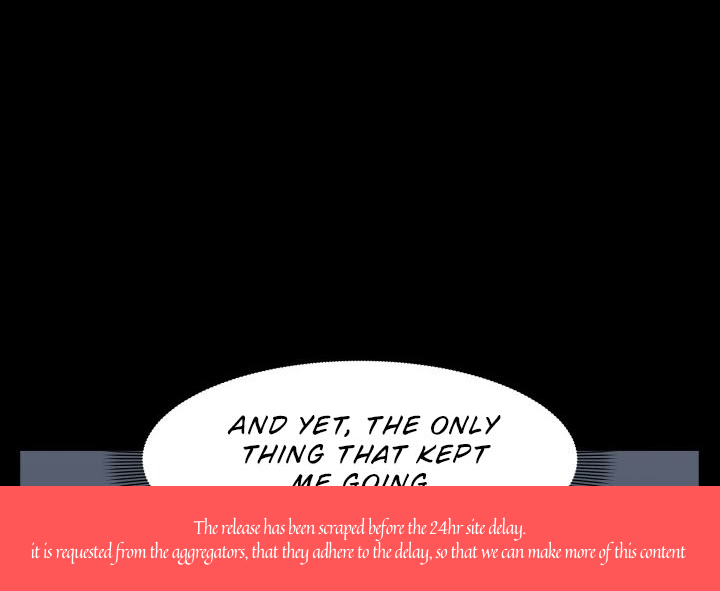 AND YET, THE ONLY
THING THAT KEPT
ME GOING
The release has been scraped before the 24hr site delay.
it is requested from the aggregators, that they adhere to the delay, so that we can make more of this content